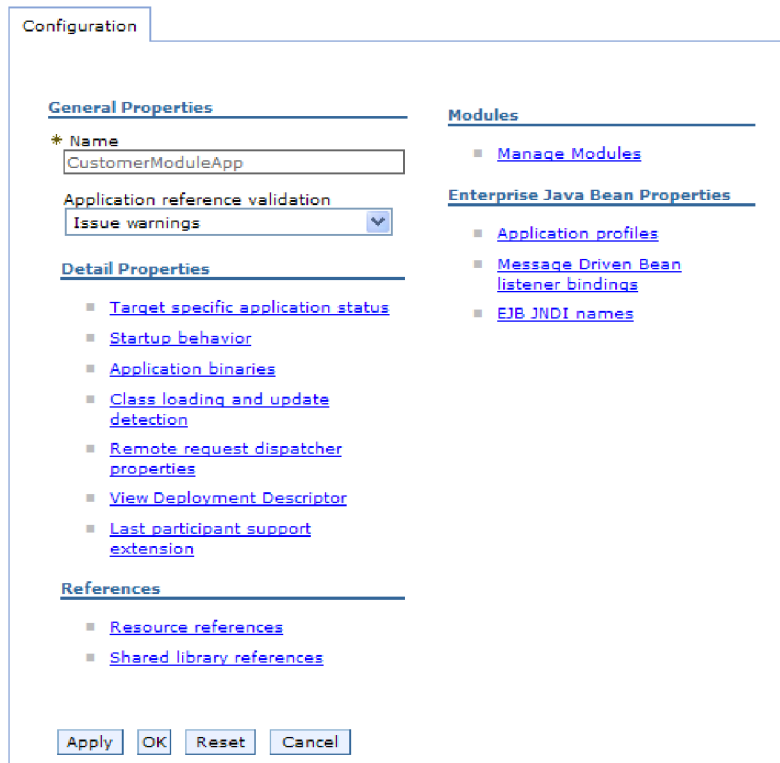 Configuration
General Properties
* Name
CustomerModuleApp
Application reference validation
Issue warnings
Detail Properties
Target specific application status
Startup behavior
Application binaries
Class loading and update
detection
Remote request dispatcher
properties
View Deployment Descriptor
Last participant support
extension
References
Resource references
Shared library references
Modules
Manage Modules
Enterprise Java Bean Properties
Application profiles
Message Driven Bean
listener bindings
EJB JNDI names
Apply OK Reset Cancel